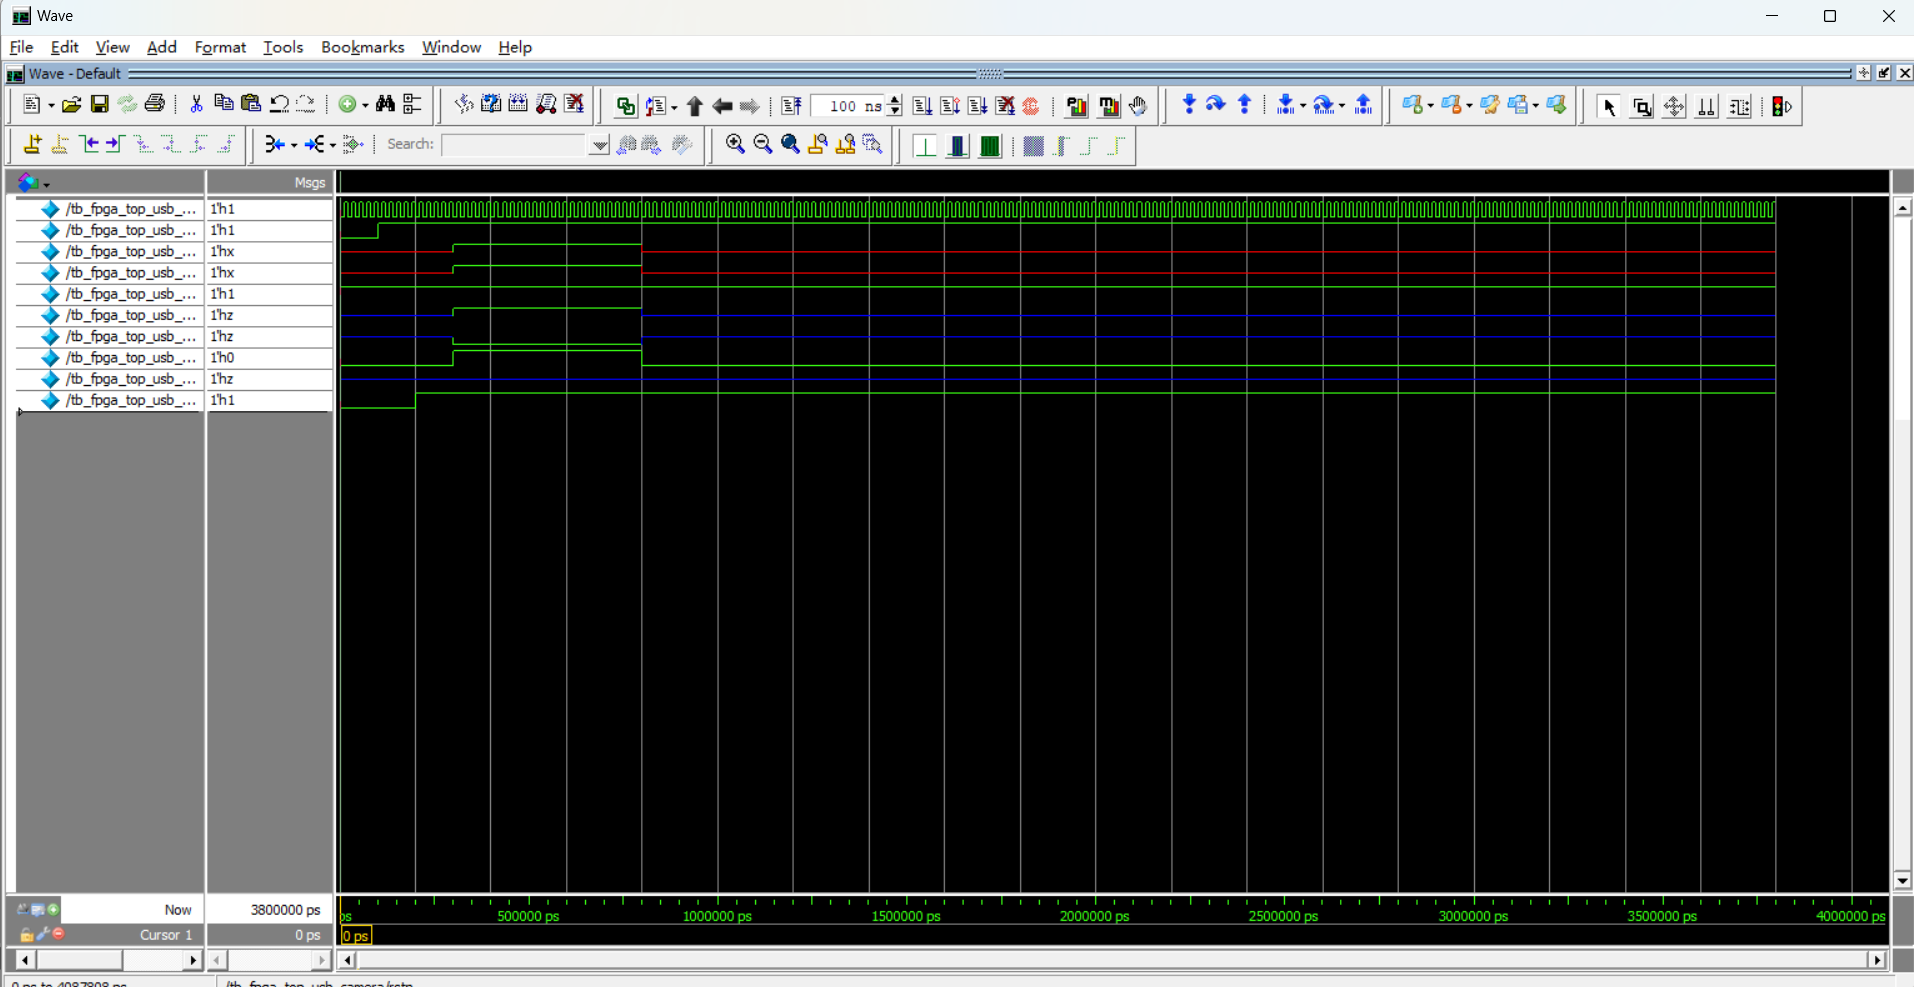 Wave
File Edit View Add Format Tools Bookmarks Window Help
Wave - Default
100 ns
Search:
Msgs
/tb_fpga_top_usb_... 1'h1
/tb_fpga_top_usb_... 1'h1
/tb_fpga_top_usb_... 1'hx
/tb_fpga_top_usb_... 1'hx
/tb_fpga_top_usb_... 1'h1
/tb_fpga_top_usb_... 1'hz
/tb_fpga_top_usb_... 1'hz
/tb_fpga_top_usb_... 1'h0
/tb_fpga_top_usb_... 1'hz
/tb_fpga_top_usb_... 1'h1
Now 3800000 ps
ps 500000 ps 1000000 ps 1500000 ps 2000000 ps 2500000 ps 3000000 ps 3500000 ps 4000000 ps
Cursor 1 0 ps
0 ps
0 ps to 4087808 ps /tb_fpga_top_usb_camera/rstn